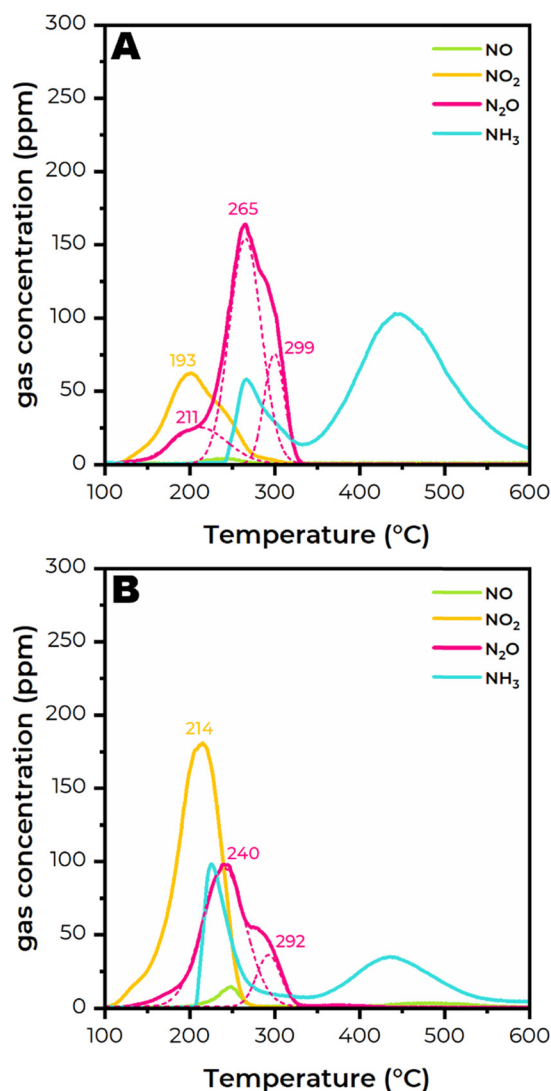 A
gas concentration (ppm)
300
250
200
150
100
50
0
NO
NO₂
N₂O
NH₃
265
193
299
211
100 200 300 400 500 600
Temperature (°C)
B
gas concentration (ppm)
300
250
200
150
100
50
0
NO
NO₂
N₂O
NH₃
214
240
292
100 200 300 400 500 600
Temperature (°C)